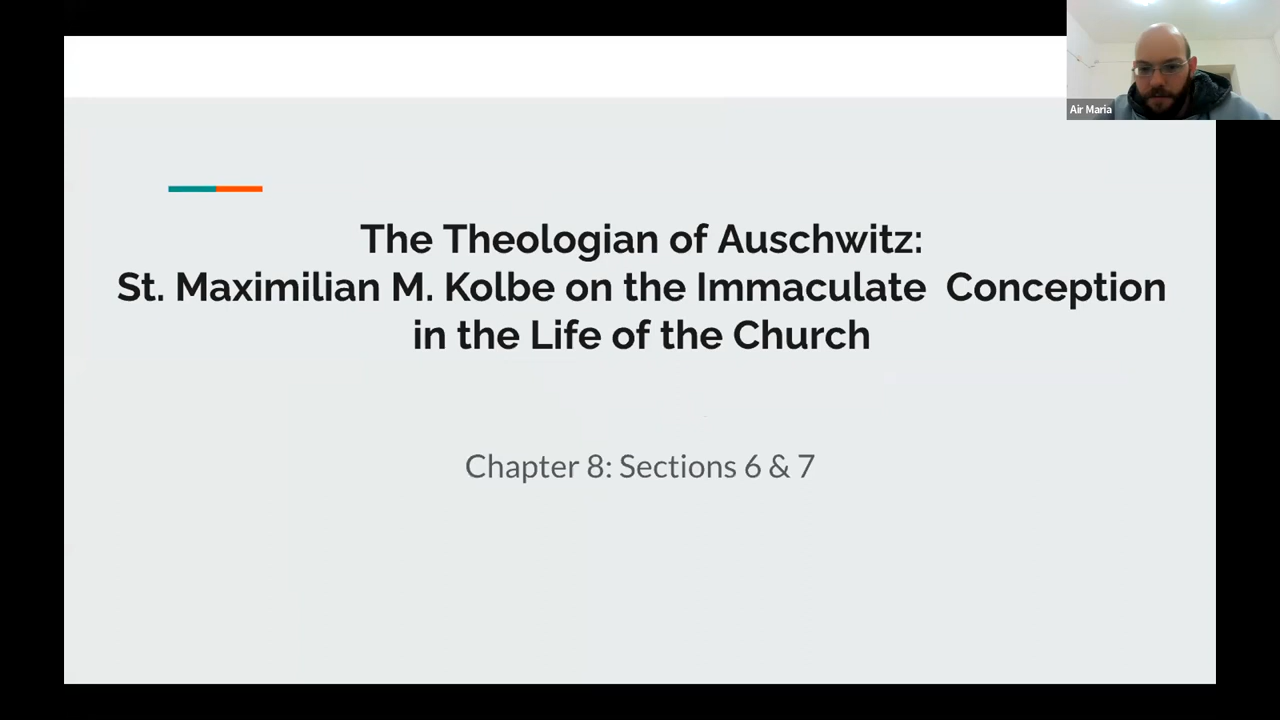 Air Maria
The Theologian of Auschwitz:
St. Maximilian M. Kolbe on the Immaculate  Conception
in the Life of the Church
Chapter 8: Sections 6 & 7